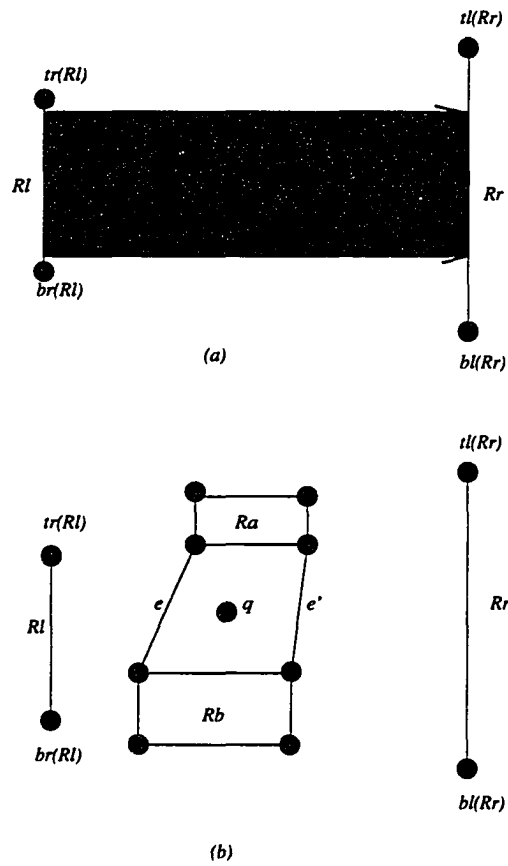 tl(Rr)
tr(Rl)
Rl
Rr
br(Rl)
(a)
bl(Rr)
tl(Rr)
tr(Rl)
Ra
Rl
e
q
e'
Rr
Rb
br(Rl)
bl(Rr)
(b)